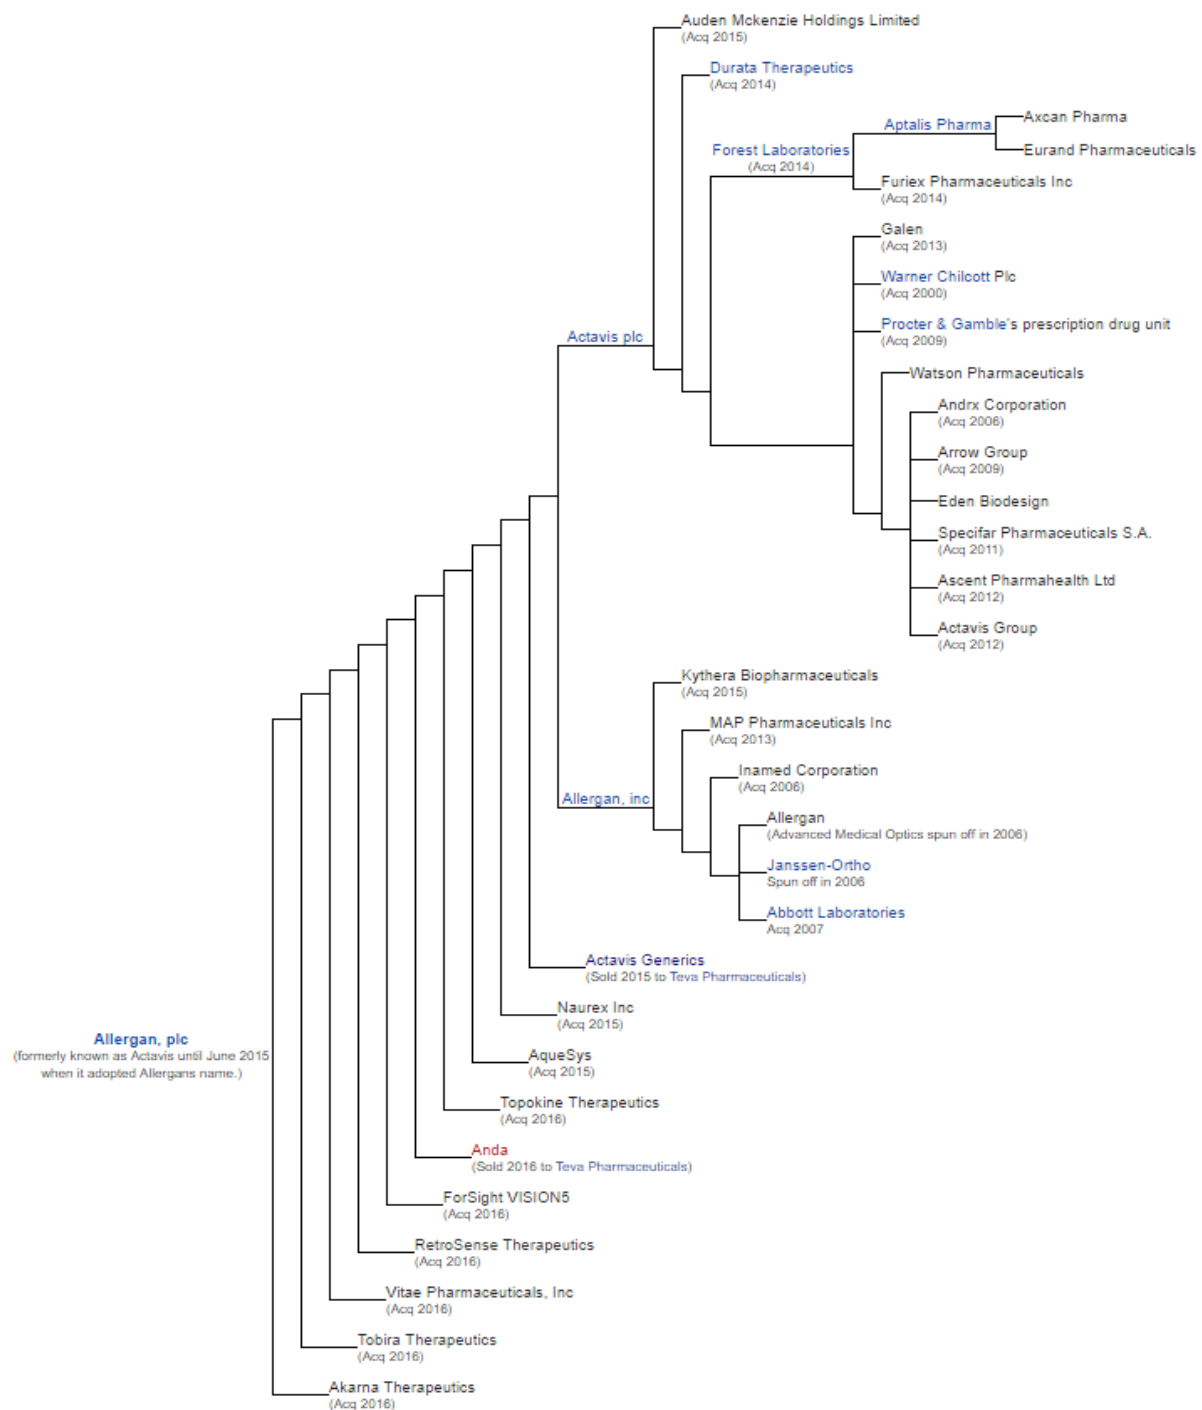 Auden Mckenzie Holdings Limited
(Acq 2015)
Durata Therapeutics
(Acq 2014)
Aptalis Pharma
Axcan Pharma
Eurand Pharmaceuticals
Forest Laboratories
(Acq 2014)
Furiex Pharmaceuticals Inc
(Acq 2014)
Galen
(Acq 2013)
Warner Chilcott Plc
(Acq 2000)
Procter & Gamble's prescription drug unit
(Acq 2009)
Actavis plc
Watson Pharmaceuticals
Andrx Corporation
(Acq 2006)
Arrow Group
(Acq 2009)
Eden Biodesign
Specifar Pharmaceuticals S.A.
(Acq 2011)
Ascent Pharmahealth Ltd
(Acq 2012)
Actavis Group
(Acq 2012)
Kythera Biopharmaceuticals
(Acq 2015)
MAP Pharmaceuticals Inc
(Acq 2013)
Inamed Corporation
(Acq 2006)
Allergan, inc
Allergan
(Advanced Medical Optics spun off in 2006)
Janssen-Ortho
Spun off in 2006
Abbott Laboratories
Acq 2007
Actavis Generics
(Sold 2015 to Teva Pharmaceuticals)
Naurex Inc
(Acq 2015)
Allergan, plc
(formerly known as Actavis until June 2015
when it adopted Allergans name.)
AqueSys
(Acq 2015)
Topokine Therapeutics
(Acq 2016)
Anda
(Sold 2016 to Teva Pharmaceuticals)
ForSight VISION5
(Acq 2016)
RetroSense Therapeutics
(Acq 2016)
Vitae Pharmaceuticals, Inc
(Acq 2016)
Tobira Therapeutics
(Acq 2016)
Akarna Therapeutics
(Acq 2016)